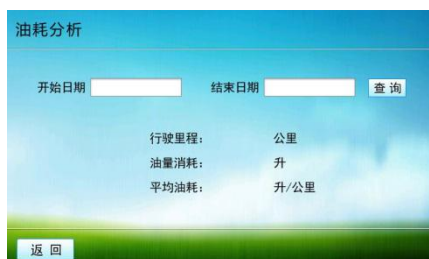 油耗分析
开始日期 结束日期 查询
行驶里程: 公里
油量消耗: 升
平均油耗: 升/公里
返回